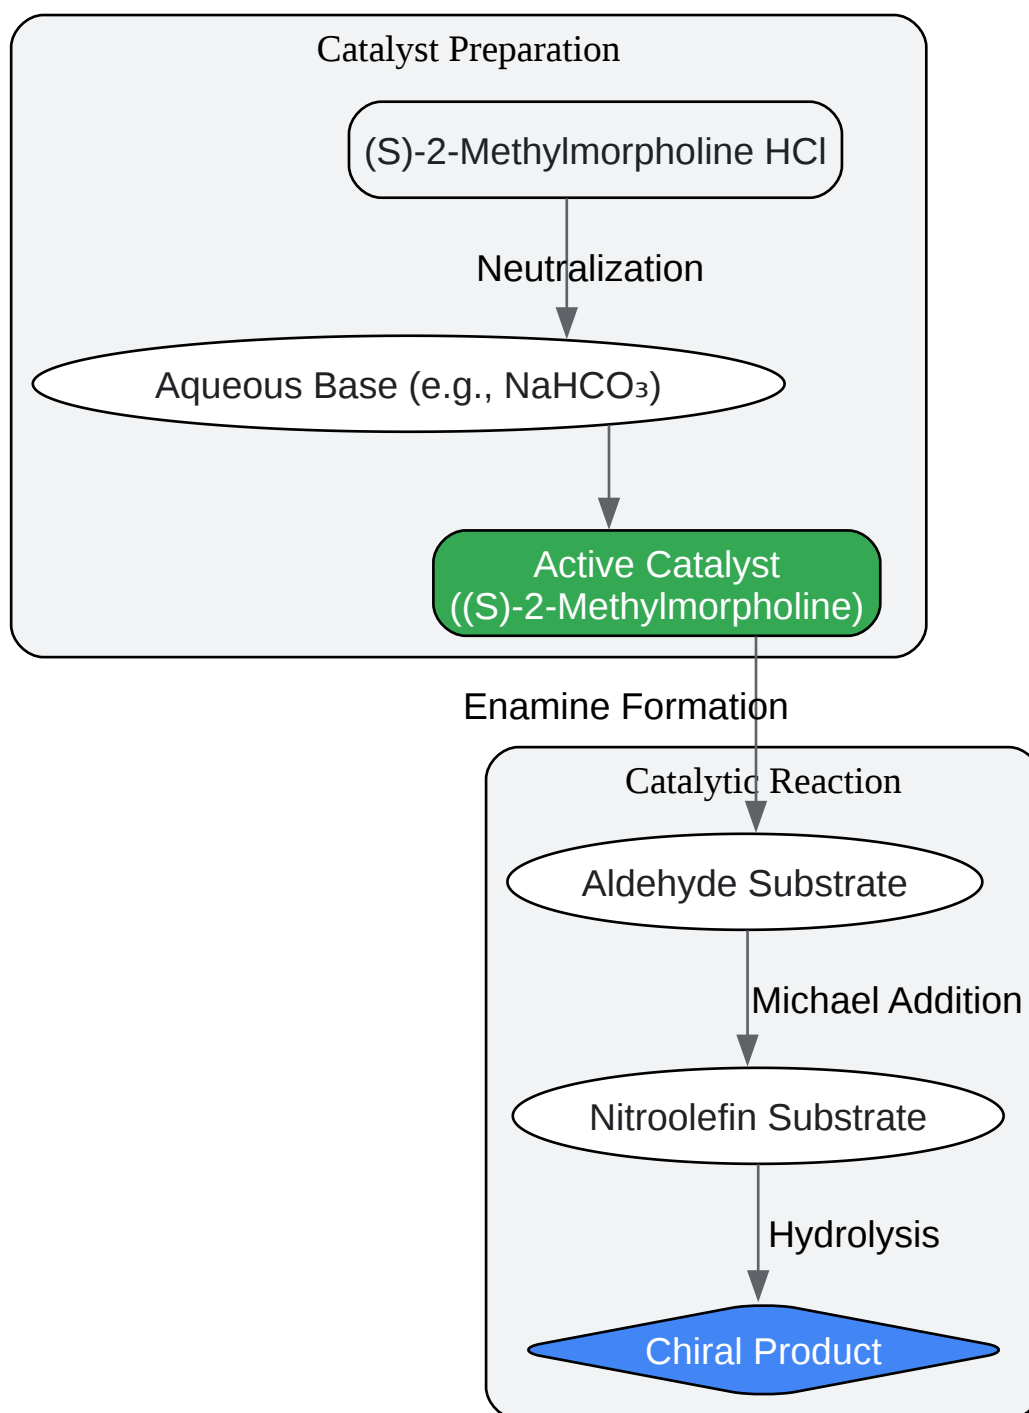 Catalyst Preparation
(S)-2-Methylmorpholine HCl
Neutralization
Aqueous Base (e.g., NaHCO₃)
Active Catalyst
((S)-2-Methylmorpholine)
Enamine Formation
Catalytic Reaction
Aldehyde Substrate
Michael Addition
Nitroolefin Substrate
Hydrolysis
Chiral Product